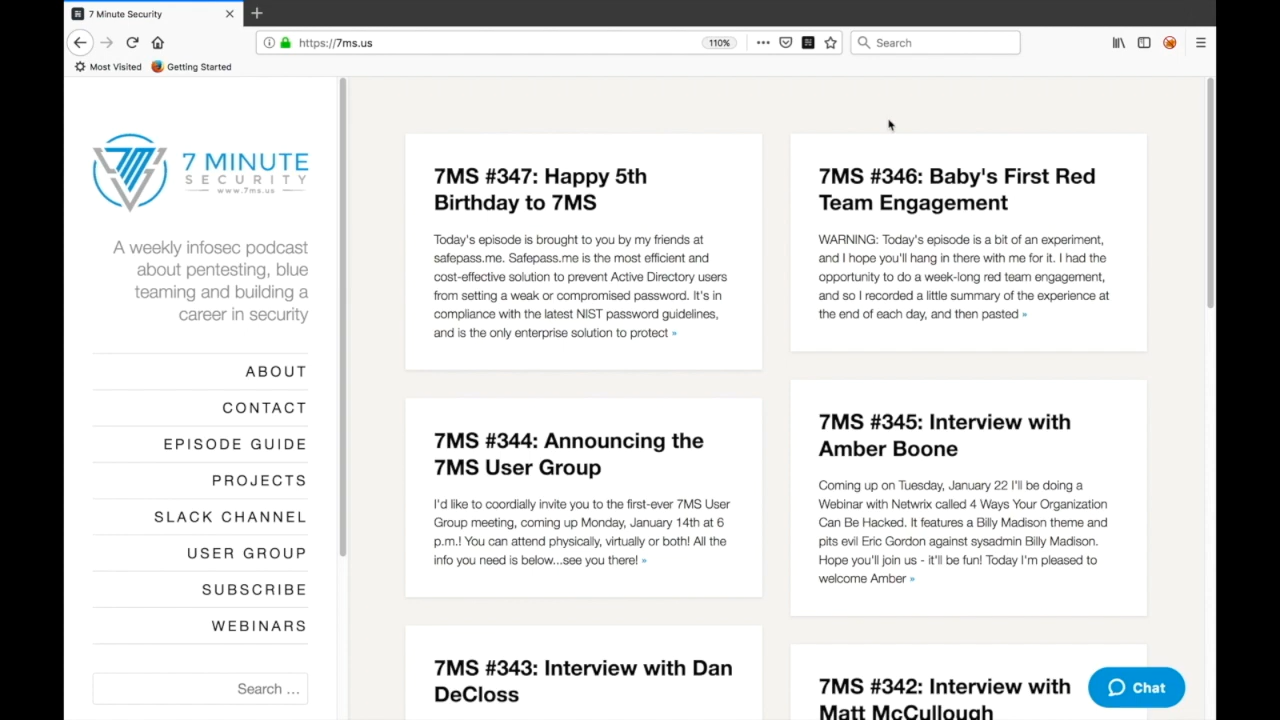 7 Minute Security
https://7ms.us
110%
Search
Most Visited
Getting Started
7 MINUTE
SECURITY
www.7ms.us
A weekly infosec podcast
about pentesting, blue
teaming and building a
career in security
ABOUT
CONTACT
EPISODE GUIDE
PROJECTS
SLACK CHANNEL
USER GROUP
SUBSCRIBE
WEBINARS
Search ...
7MS #347: Happy 5th
Birthday to 7MS
Today's episode is brought to you by my friends at
safepass.me. Safepass.me is the most efficient and
cost-effective solution to prevent Active Directory users
from setting a weak or compromised password. It's in
compliance with the latest NIST password guidelines,
and is the only enterprise solution to protect »
7MS #346: Baby's First Red
Team Engagement
WARNING: Today's episode is a bit of an experiment,
and I hope you'll hang in there with me for it. I had the
opportunity to do a week-long red team engagement,
and so I recorded a little summary of the experience at
the end of each day, and then pasted »
7MS #344: Announcing the
7MS User Group
I'd like to coordially invite you to the first-ever 7MS User
Group meeting, coming up Monday, January 14th at 6
p.m.! You can attend physically, virtually or both! All the
info you need is below...see you there! »
7MS #345: Interview with
Amber Boone
Coming up on Tuesday, January 22 I'll be doing a
Webinar with Netwrix called 4 Ways Your Organization
Can Be Hacked. It features a Billy Madison theme and
pits evil Eric Gordon against sysadmin Billy Madison.
Hope you'll join us - it'll be fun! Today I'm pleased to
welcome Amber »
7MS #343: Interview with Dan
DeCloss
7MS #342: Interview with
Matt McCullough
Chat